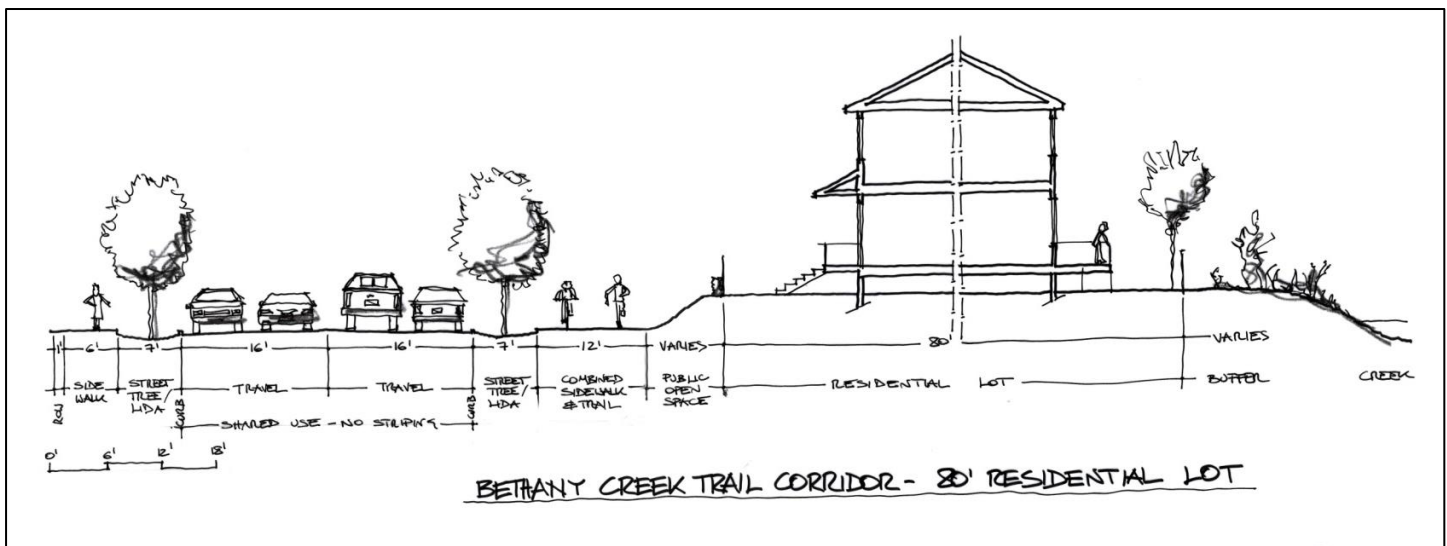 1' 6' 7' 16' 16' 7' 12' VARIES 80' VARIES
ROW
SIDE
WALK
STREET
TREE/
LIDA
CURB
TRAVEL
TRAVEL
CURB
STREET
TREE/
LIDA
COMBINED
SIDEWALK
& TRAIL
PUBLIC
OPEN
SPACE
RESIDENTIAL LOT
BUFFER
CREEK
SHARED USE - NO STRIPING
0' 6' 12' 18'
BETHANY CREEK TRAIL CORRIDOR - 80' RESIDENTIAL LOT